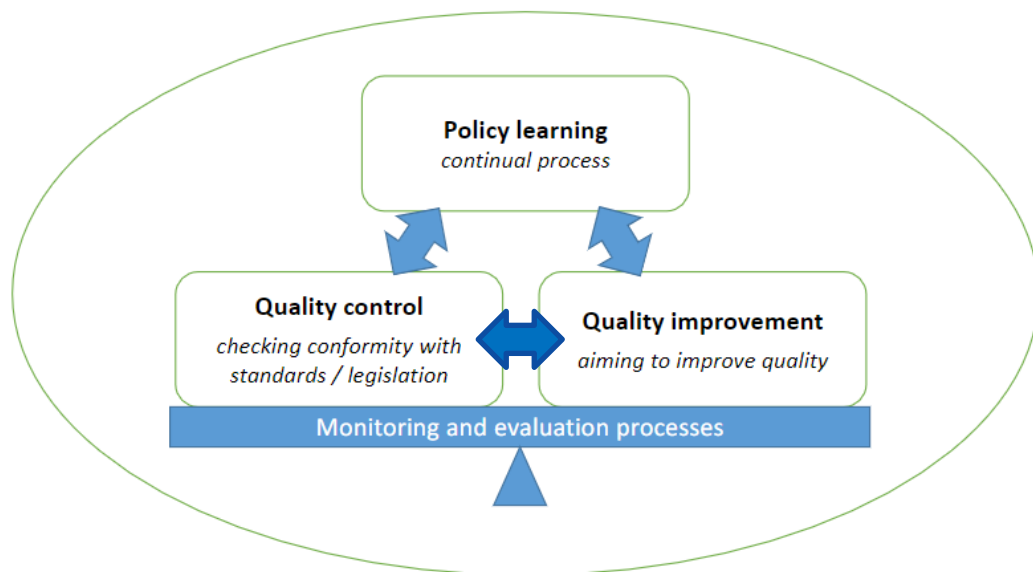 Policy learning
continual process
Quality control
checking conformity with
standards / legislation
Quality improvement
aiming to improve quality
Monitoring and evaluation processes